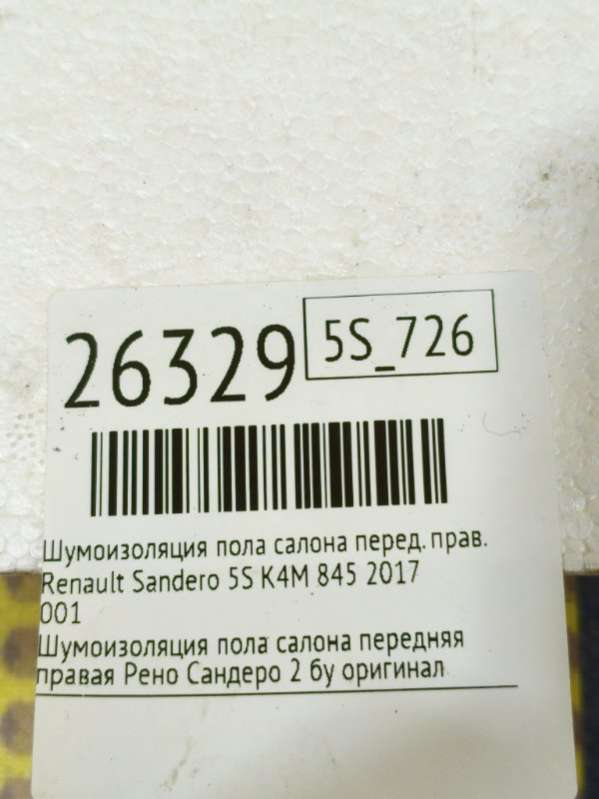 26329 5S_726
Шумоизоляция пола салона перед. прав.
Renault Sandero 5S K4M 845 2017
001
Шумоизоляция пола салона передняя
правая Рено Сандеро 2 бу оригинал